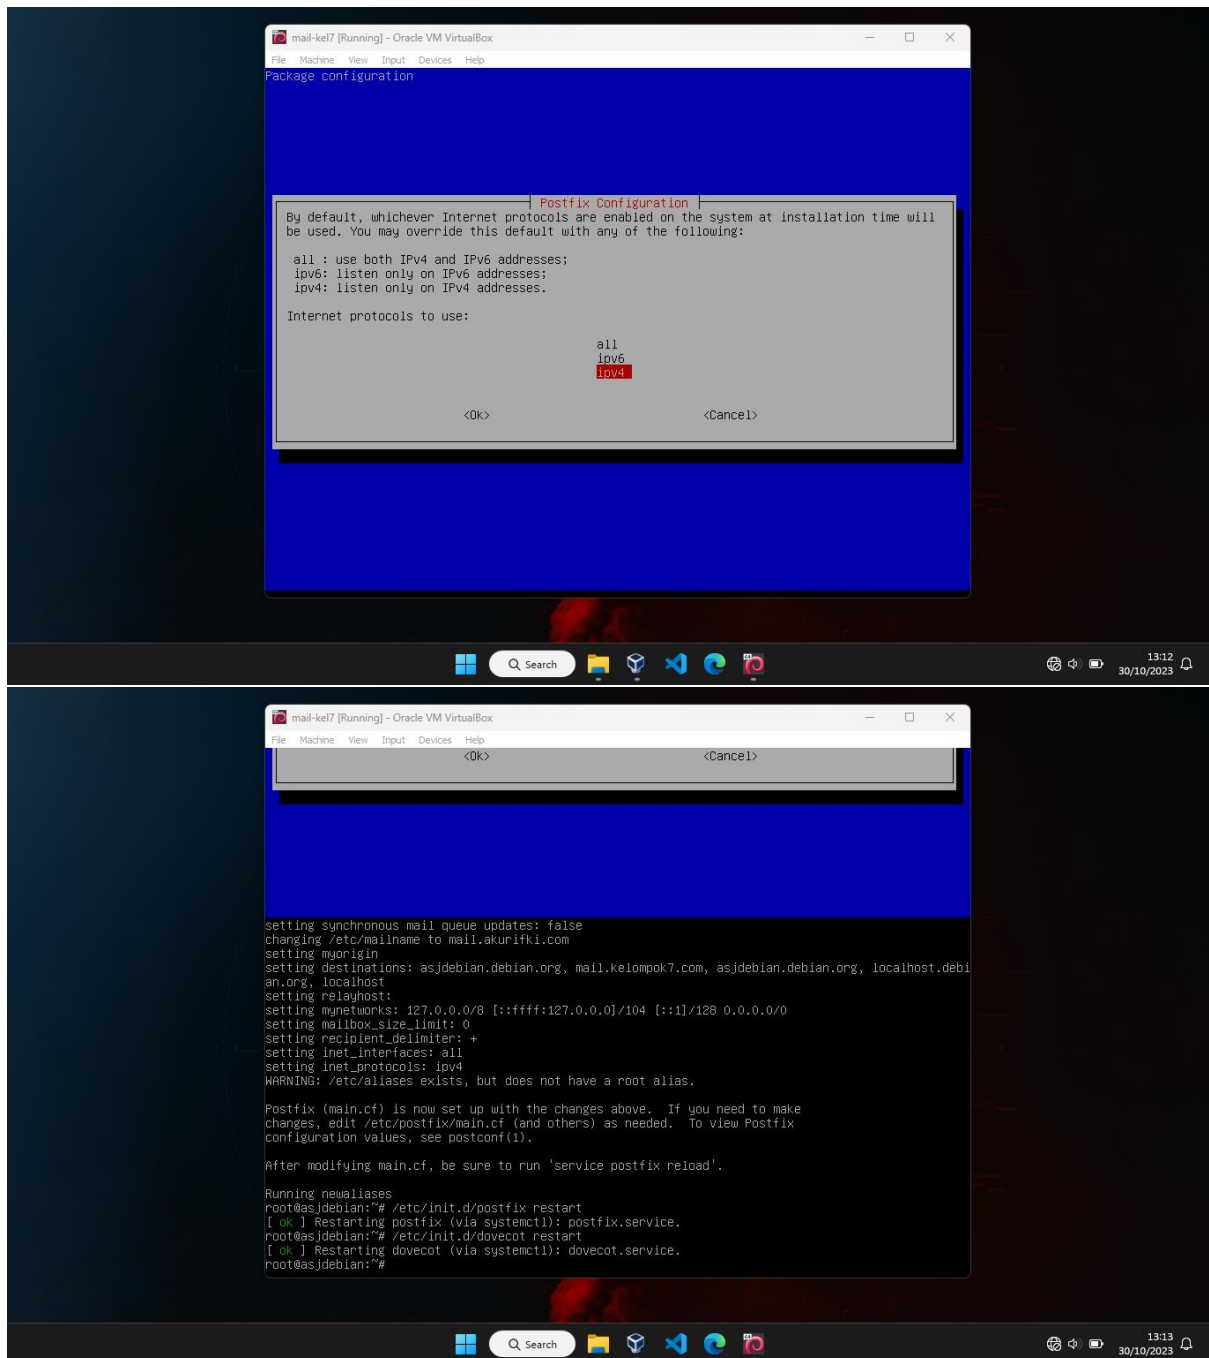 mail-kel7 [Running] - Oracle VM VirtualBox
File Machine View Input Devices Help
Package configuration
Postfix Configuration
By default, whichever Internet protocols are enabled on the system at installation time will
be used. You may override this default with any of the following:
all : use both IPv4 and IPv6 addresses;
ipv6: listen only on IPv6 addresses;
ipv4: listen only on IPv4 addresses.
Internet protocols to use:
all
ipv6
ipv4
<Ok> <Cancel>
Search
13:12
30/10/2023
mail-kel7 [Running] - Oracle VM VirtualBox
File Machine View Input Devices Help
<Ok> <Cancel>
setting synchronous mail queue updates: false
changing /etc/mailname to mail.akurifki.com
setting myorigin
setting destinations: asjdebian.debian.org, mail.kelompok7.com, asjdebian.debian.org, localhost.debi
an.org, localhost
setting relayhost:
setting mynetworks: 127.0.0.0/8 [::ffff:127.0.0.0]/104 [::1]/128 0.0.0.0/0
setting mailbox_size_limit: 0
setting recipient_delimiter: +
setting inet_interfaces: all
setting inet_protocols: ipv4
WARNING: /etc/aliases exists, but does not have a root alias.
Postfix (main.cf) is now set up with the changes above.  If you need to make
changes, edit /etc/postfix/main.cf (and others) as needed.  To view Postfix
configuration values, see postconf(1).
After modifying main.cf, be sure to run 'service postfix reload'.
Running newaliases
root@asjdebian:~# /etc/init.d/postfix restart
[ ok ] Restarting postfix (via systemctl): postfix.service.
root@asjdebian:~# /etc/init.d/dovecot restart
[ ok ] Restarting dovecot (via systemctl): dovecot.service.
root@asjdebian:~#
Search
13:13
30/10/2023